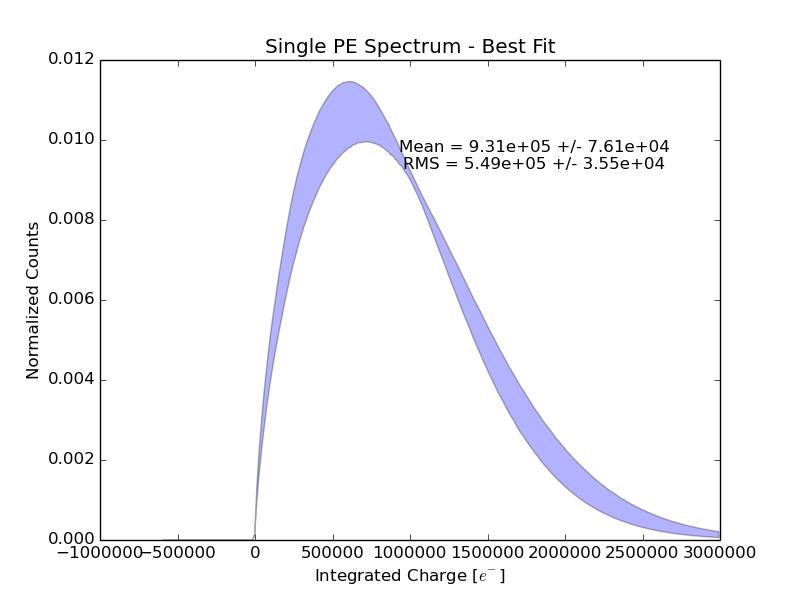 Single PE Spectrum - Best Fit
0.012
0.010
Mean = 9.31e+05 +/- 7.61e+04
RMS = 5.49e+05 +/- 3.55e+04
0.008
Normalized Counts
0.006
0.004
0.002
0.000
−1000000 −500000 0 500000 1000000 1500000 2000000 2500000 3000000
Integrated Charge [e⁻]